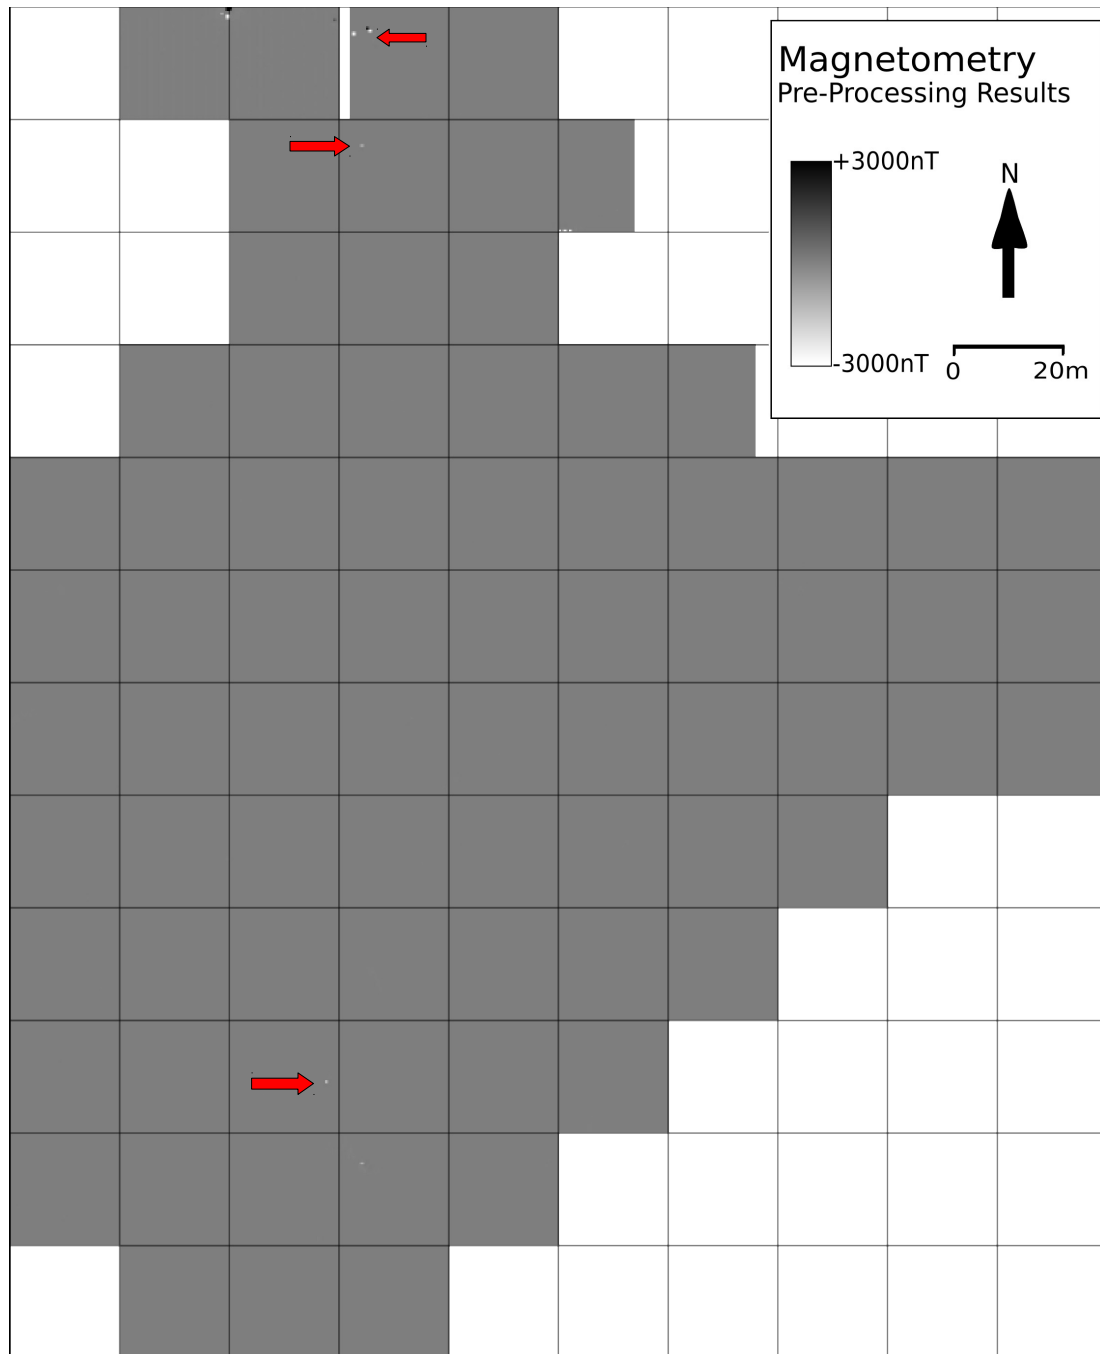 Magnetometry
Pre-Processing Results
+3000nT
N
-3000nT
0 20m